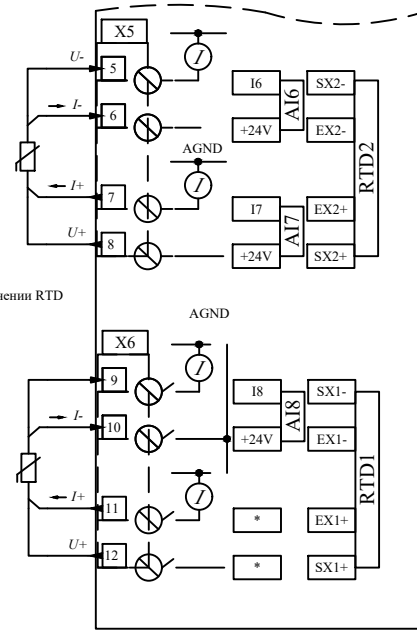 X5
U-
5
I
I-
6
I6
SX2-
AI6
+24V
EX2-
RTD2
AGND
I+
7
I
I7
EX2+
AI7
U+
8
+24V
SX2+
нении RTD
AGND
X6
9
I
I-
10
I8
SX1-
AI8
+24V
EX1-
RTD1
I+
11
I
*
EX1+
U+
12
*
SX1+